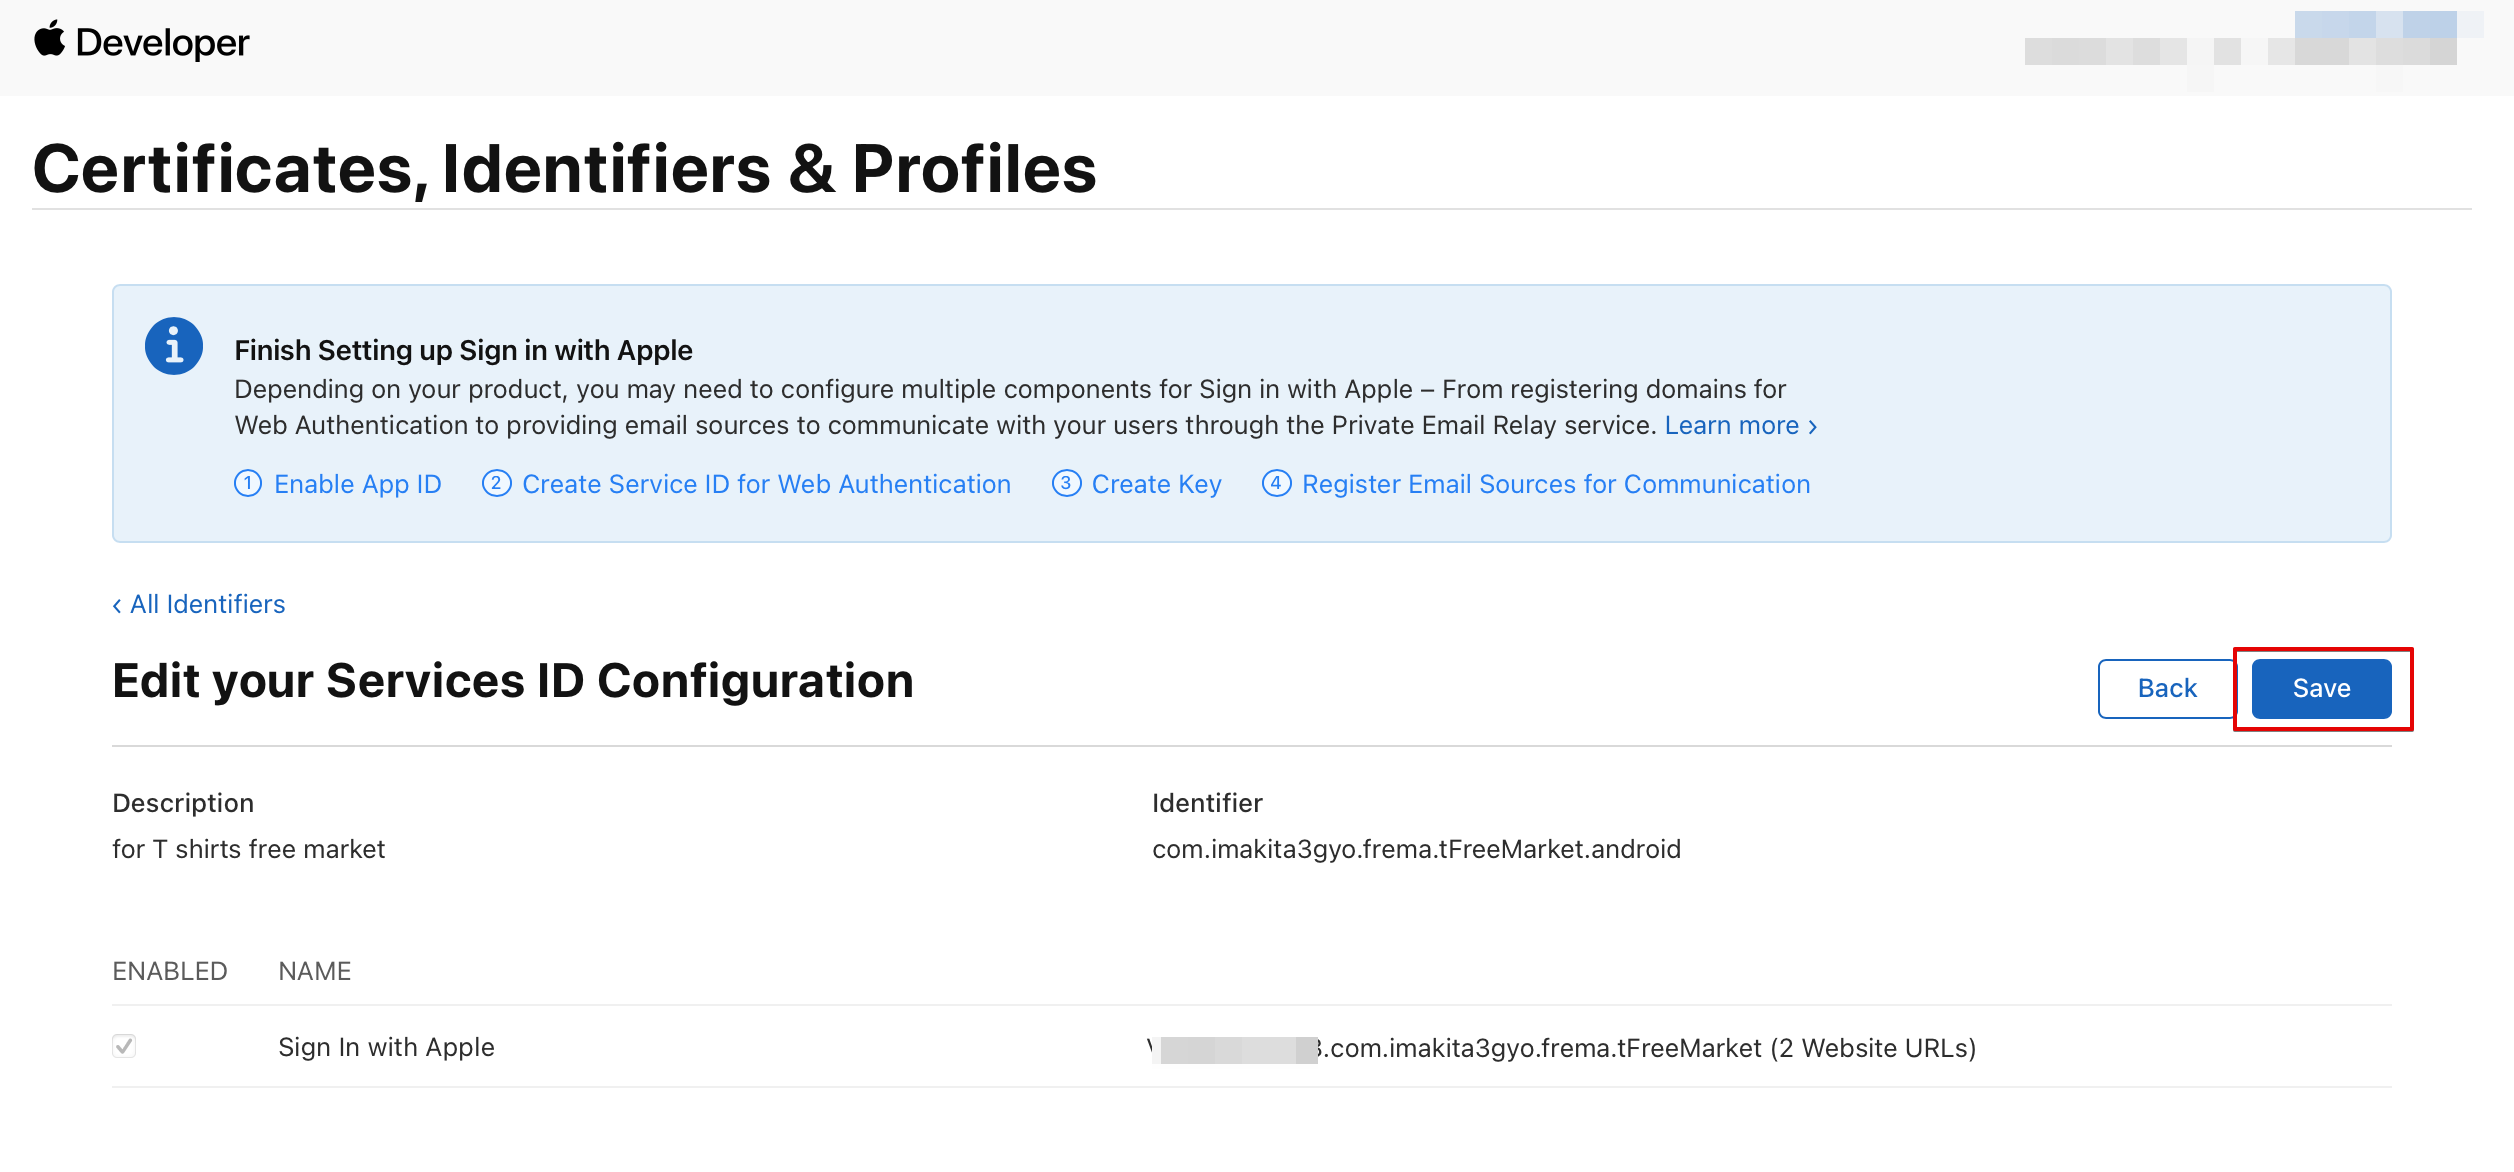 Developer
Certificates, Identifiers & Profiles
Finish Setting up Sign in with Apple
Depending on your product, you may need to configure multiple components for Sign in with Apple – From registering domains for
Web Authentication to providing email sources to communicate with your users through the Private Email Relay service. Learn more ›
1 Enable App ID 2 Create Service ID for Web Authentication 3 Create Key 4 Register Email Sources for Communication
‹ All Identifiers
Edit your Services ID Configuration
Back Save
Description Identifier
for T shirts free market com.imakita3gyo.frema.tFreeMarket.android
ENABLED NAME
Sign In with Apple .com.imakita3gyo.frema.tFreeMarket (2 Website URLs)